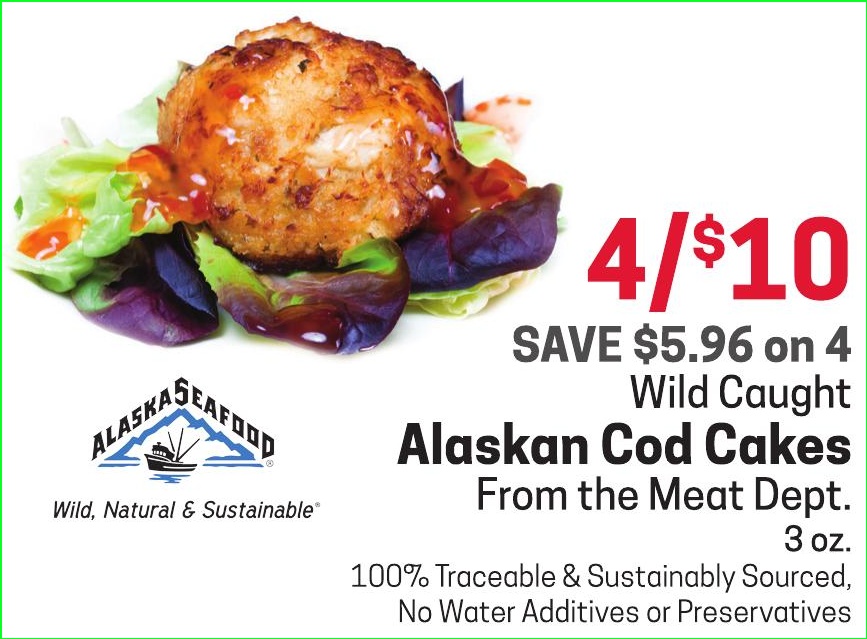 4/$10
SAVE $5.96 on 4
Wild Caught
Alaskan Cod Cakes
From the Meat Dept.
3 oz.
100% Traceable & Sustainably Sourced,
No Water Additives or Preservatives
ALASKA SEAFOOD®
Wild, Natural & Sustainable®